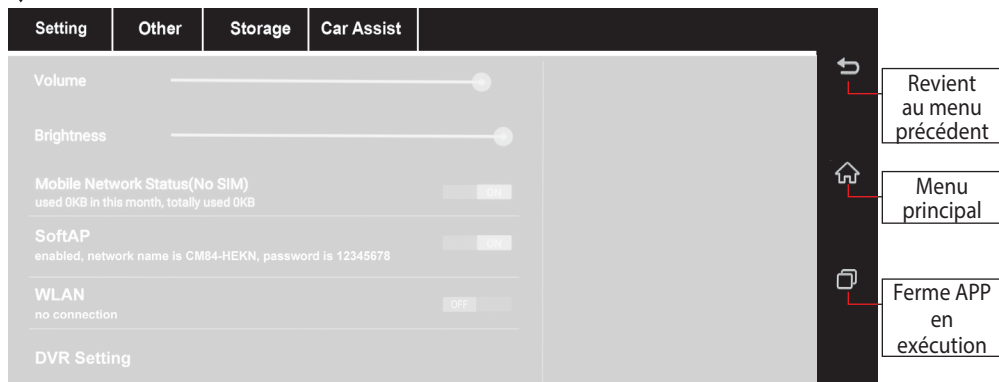 Setting Other Storage Car Assist
Volume
Brightness
Mobile Network Status(No SIM)
used 0KB in this month, totally used 0KB
ON
SoftAP
enabled, network name is CM84-HEKN, password is 12345678
ON
WLAN
no connection
OFF
DVR Setting
Revient
au menu
précédent
Menu
principal
Ferme APP
en
exécution